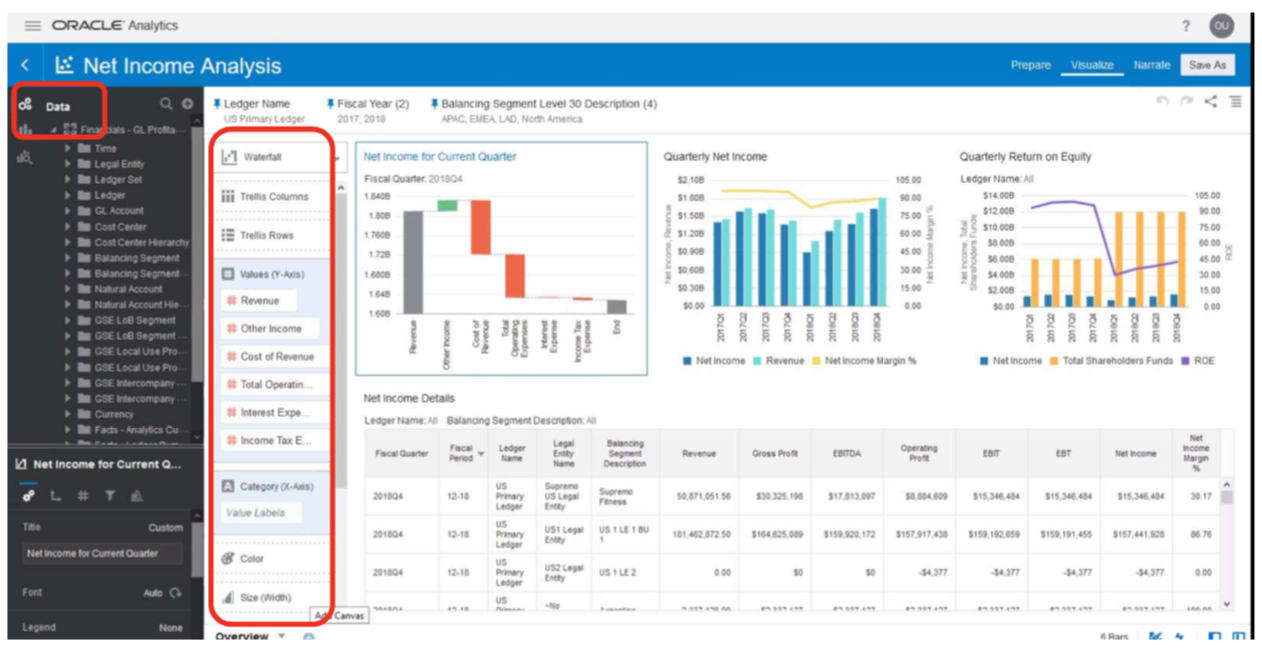 ORACLE Analytics
? OU
Net Income Analysis
Prepare Visualize Narrate Save As
Data
Financials - GL Profita...
Time
Legal Entity
Ledger Set
Ledger
GL Account
Cost Center
Cost Center Hierarchy
Balancing Segment
Balancing Segment ...
Natural Account
Natural Account Hie...
GSE LoB Segment
GSE LoB Segment ...
GSE Local Use Pro...
GSE Local Use Pro...
GSE Intercompany ...
GSE Intercompany ...
Currency
Facts - Analytics Cu...
Net Income for Current Q...
Title Custom
Net Income for Current Quarter
Font Auto
Legend None
Ledger Name
US Primary Ledger
Fiscal Year (2)
2017, 2018
Balancing Segment Level 30 Description (4)
APAC, EMEA, LAD, North America
Waterfall
Trellis Columns
Trellis Rows
Values (Y-Axis)
# Revenue
# Other Income
# Cost of Revenue
# Total Operatin...
# Interest Expe...
# Income Tax E...
Category (X-Axis)
Value Labels
Color
Size (Width)
Add Canvas
Overview
Net Income for Current Quarter
Fiscal Quarter: 2018Q4
1.840B
1.80B
1.760B
1.72B
1.680B
1.64B
1.60B
Revenue
Other Income
Cost of Revenue
Total Operating Expenses
Interest Expense
Income Tax Expense
End
Quarterly Net Income
Net Income, Revenue
$2.10B
$1.80B
$1.50B
$1.20B
$0.90B
$0.60B
$0.30B
$0.00
105.00
90.00
75.00
60.00
45.00
30.00
15.00
0.00
Net Income Margin %
2017Q1 2017Q2 2017Q3 2017Q4 2018Q1 2018Q2 2018Q3 2018Q4
Net Income Revenue Net Income Margin %
Quarterly Return on Equity
Ledger Name: All
Net Income, Total Shareholders Funds
$14.00B
$12.00B
$10.00B
$8.00B
$6.00B
$4.00B
$2.00B
$0.00
105.00
90.00
75.00
60.00
45.00
30.00
15.00
0.00
ROE
2017Q1 2017Q2 2017Q3 2017Q4 2018Q1 2018Q2 2018Q3 2018Q4
Net Income Total Shareholders Funds ROE
Net Income Details
Ledger Name: All Balancing Segment Description: All
Fiscal Quarter Fiscal Period Ledger Name Legal Entity Name Balancing Segment Description Revenue Gross Profit EBITDA Operating Profit EBIT EBT Net Income Net Income Margin %
2018Q4 12-18 US Primary Ledger Supremo US Legal Entity Supremo Fitness 50,871,051.56 $30,325,198 $17,813,097 $8,884,609 $15,346,484 $15,346,484 $15,346,484 30.17
2018Q4 12-18 US Primary Ledger US1 Legal Entity US 1 LE 1 BU 1 181,462,872.50 $164,625,089 $159,920,172 $157,917,438 $159,192,659 $159,191,455 $157,441,928 86.76
2018Q4 12-18 US Primary Ledger US2 Legal Entity US 1 LE 2 0.00 $0 $0 -$4,377 -$4,377 -$4,377 -$4,377 0.00
US
6 Bars